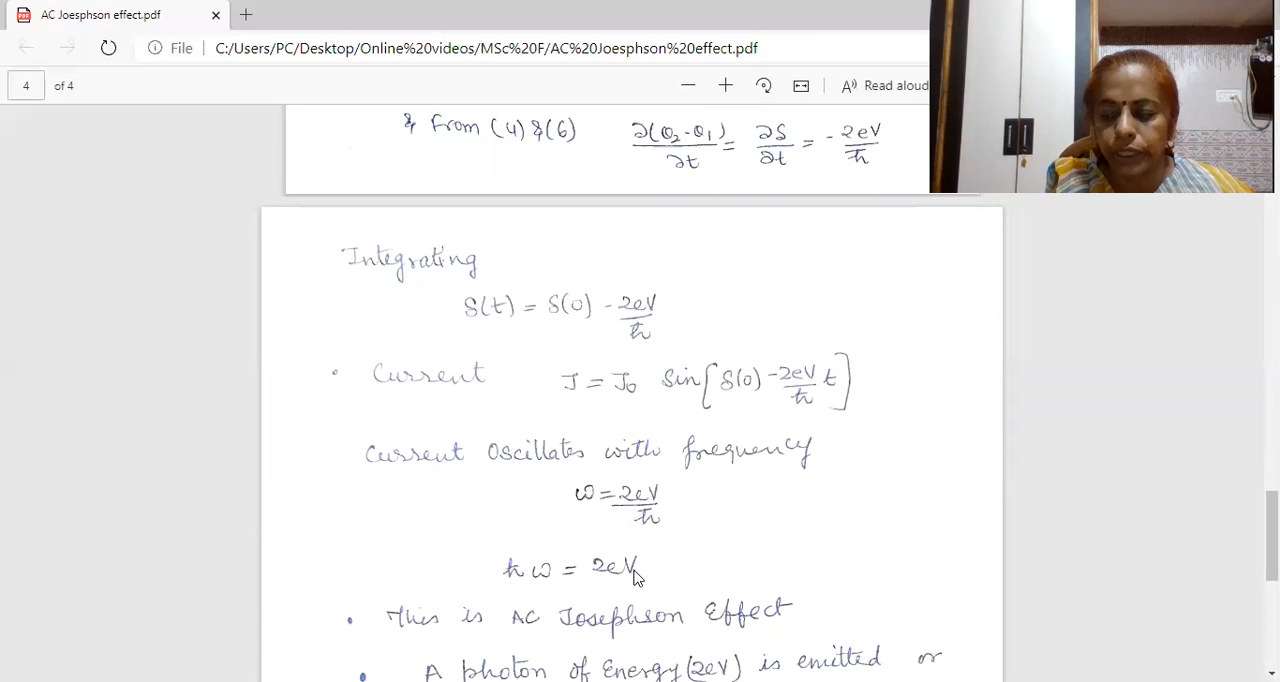 AC Joesphson effect.pdf
File
C:/Users/PC/Desktop/Online%20videos/MSc%20F/AC%20Joesphson%20effect.pdf
4 of 4
Read aloud
& From (4) & (6) ∂(θ2-θ1)/∂t = ∂δ/∂t = -2eV/ħ
Integrating
δ(t) = δ(0) - 2eV/ħ
• Current J = J0 Sin[δ(0) - 2eV/ħ t]
Current Oscillates with frequency
ω = 2eV/ħ
ħω = 2eV
• This is AC Josephson Effect
• A photon of Energy (2eV) is emitted or